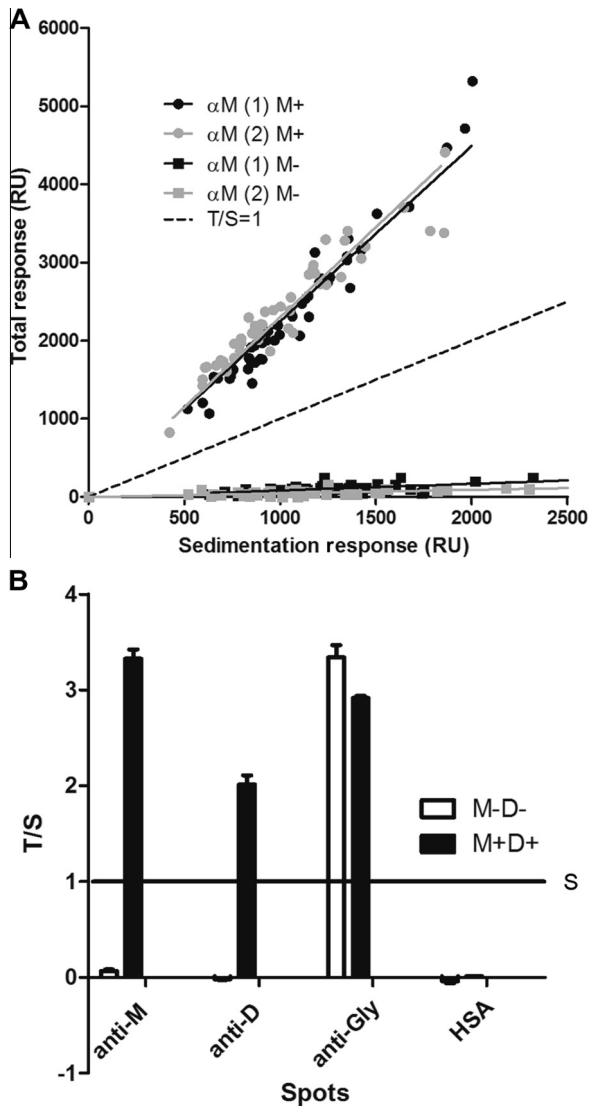 A
6000
5000
4000
3000
2000
1000
0
Total response (RU)
αM (1) M+
αM (2) M+
αM (1) M-
αM (2) M-
T/S=1
0 500 1000 1500 2000 2500
Sedimentation response (RU)
B
4
3
2
1
0
-1
T/S
M-D-
M+D+
S
anti-M anti-D anti-Gly HSA
Spots